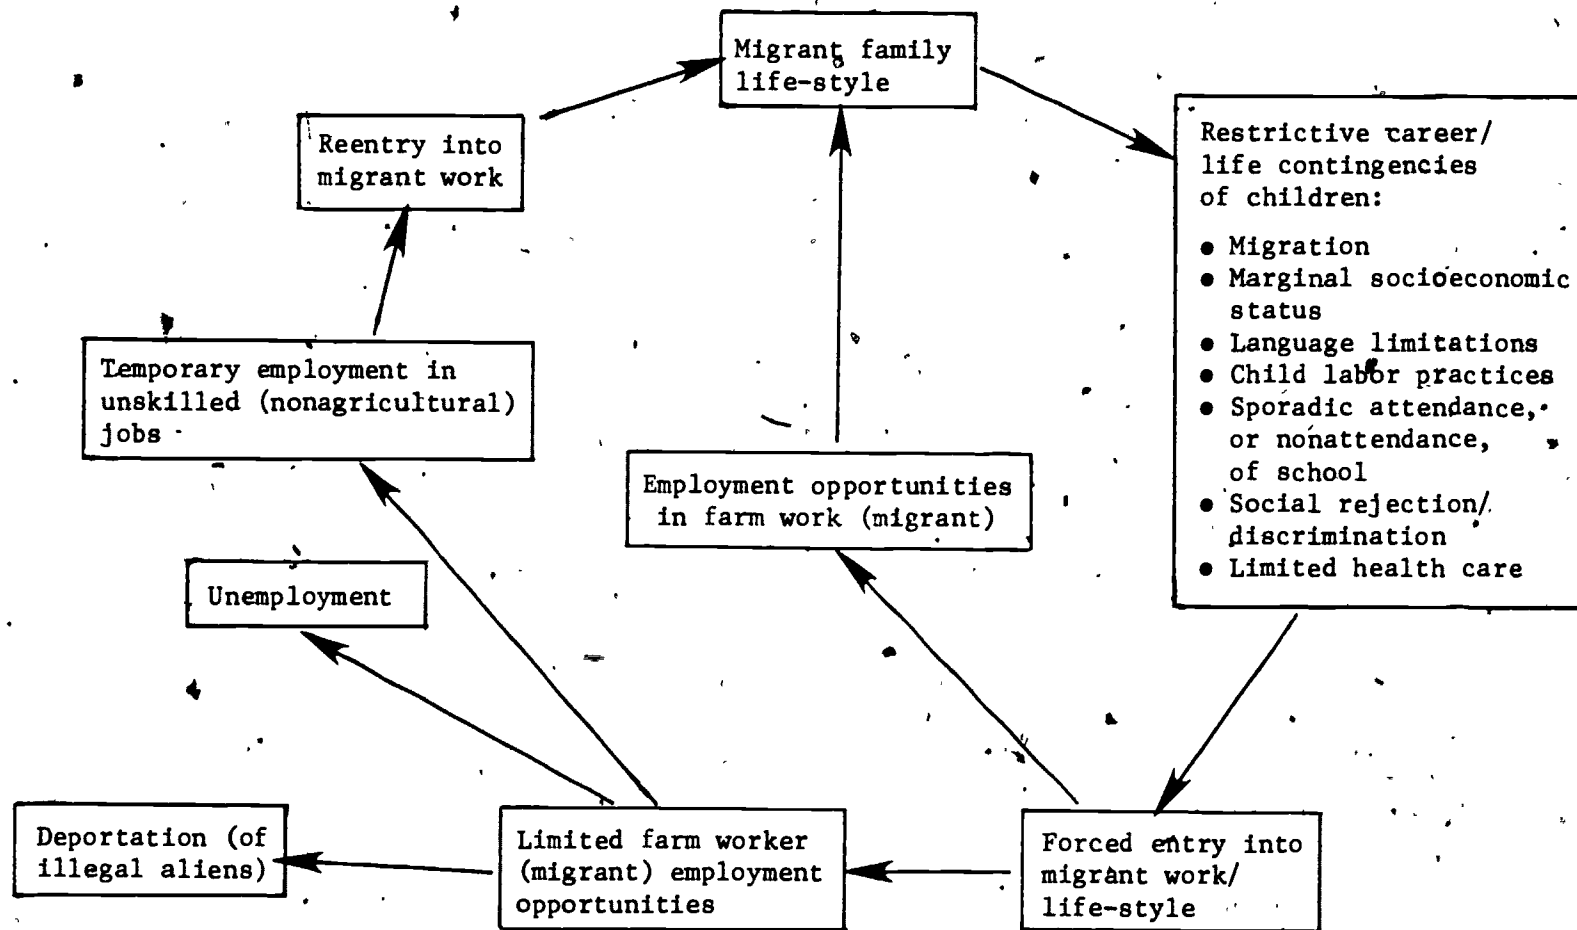 Migrant family
life-style
Reentry into
migrant work
Restrictive career/
life contingencies
of children:
● Migration
● Marginal socioeconomic
status
● Language limitations
● Child labor practices
● Sporadic attendance,
or nonattendance,
of school
● Social rejection/
discrimination
● Limited health care
Temporary employment in
unskilled (nonagricultural)
jobs
Employment opportunities
in farm work (migrant)
Unemployment
Deportation (of
illegal aliens)
Limited farm worker
(migrant) employment
opportunities
Forced entry into
migrant work/
life-style